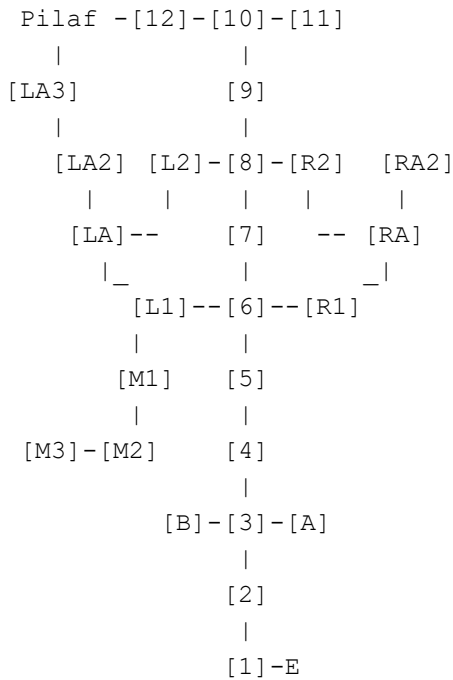 Pilaf -[12]-[10]-[11]
| |
[LA3] [9]
| |
[LA2] [L2]-[8]-[R2] [RA2]
| | | | |
[LA]-- [7] -- [RA]
|_ | _|
[L1]--[6]--[R1]
| |
[M1] [5]
| |
[M3]-[M2] [4]
|
[B]-[3]-[A]
|
[2]
|
[1]-E